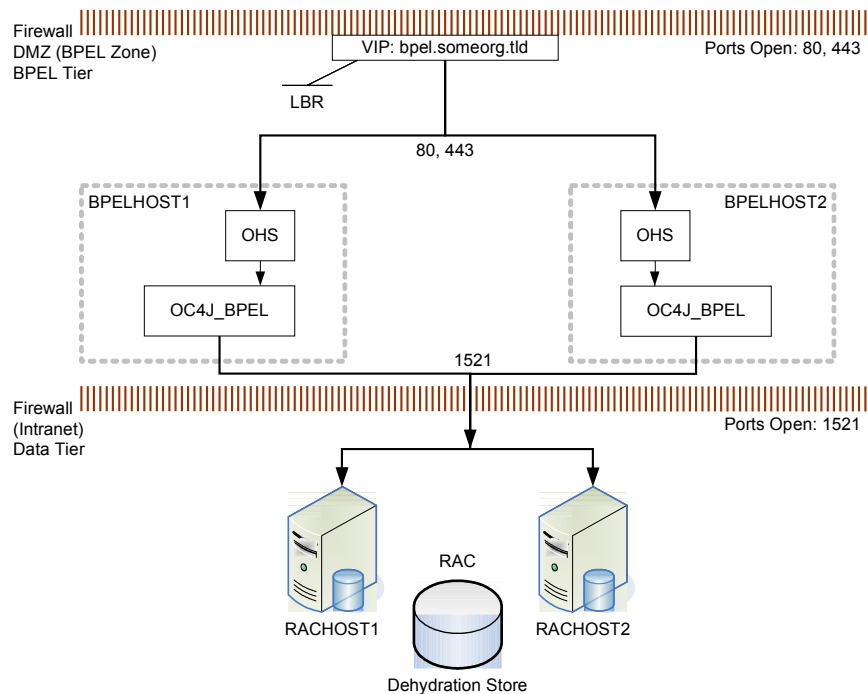 Firewall
DMZ (BPEL Zone)
BPEL Tier
VIP: bpel.someorg.tld
Ports Open: 80, 443
LBR
80, 443
BPELHOST1
BPELHOST2
OHS
OHS
OC4J_BPEL
OC4J_BPEL
1521
Firewall
(Intranet)
Data Tier
Ports Open: 1521
RAC
RACHOST1
RACHOST2
Dehydration Store